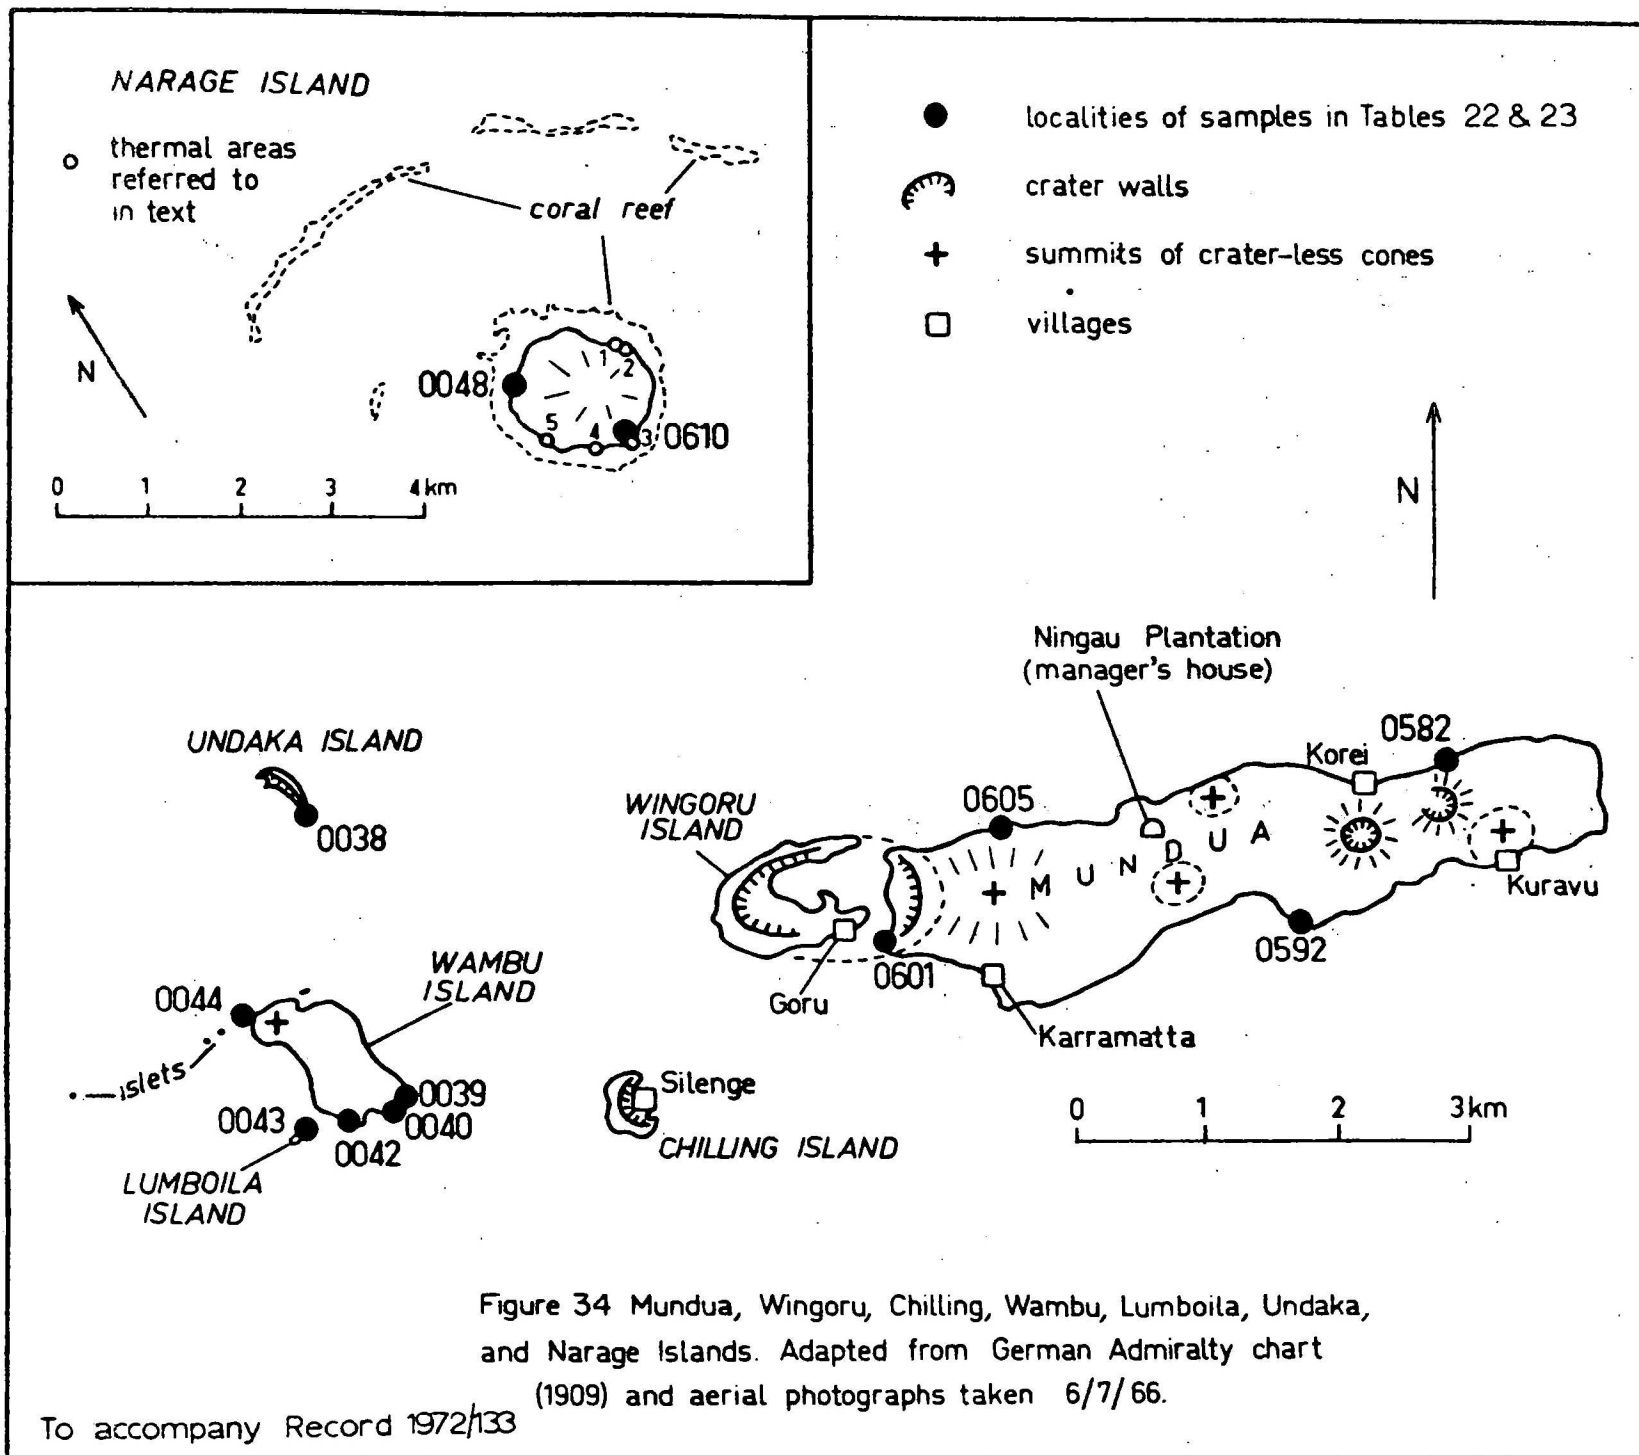 NARAGE ISLAND
thermal areas
referred to
in text
coral reef
N
0048
0610
1
2
3
4
5
0 1 2 3 4 km
localities of samples in Tables 22 & 23
crater walls
summits of crater-less cones
villages
N
Ningau Plantation
(manager's house)
UNDAKA ISLAND
0038
WINGORU
ISLAND
0605
Korei
0582
MUNDUA
Kuravu
0592
0601
Goru
Karramatta
WAMBU
ISLAND
0044
islets
0039
0040
0043
0042
LUMBOILA
ISLAND
Silenge
CHILLING ISLAND
0 1 2 3 km
Figure 34 Mundua, Wingoru, Chilling, Wambu, Lumboila, Undaka,
and Narage Islands. Adapted from German Admiralty chart
(1909) and aerial photographs taken 6/7/66.
To accompany Record 1972/133